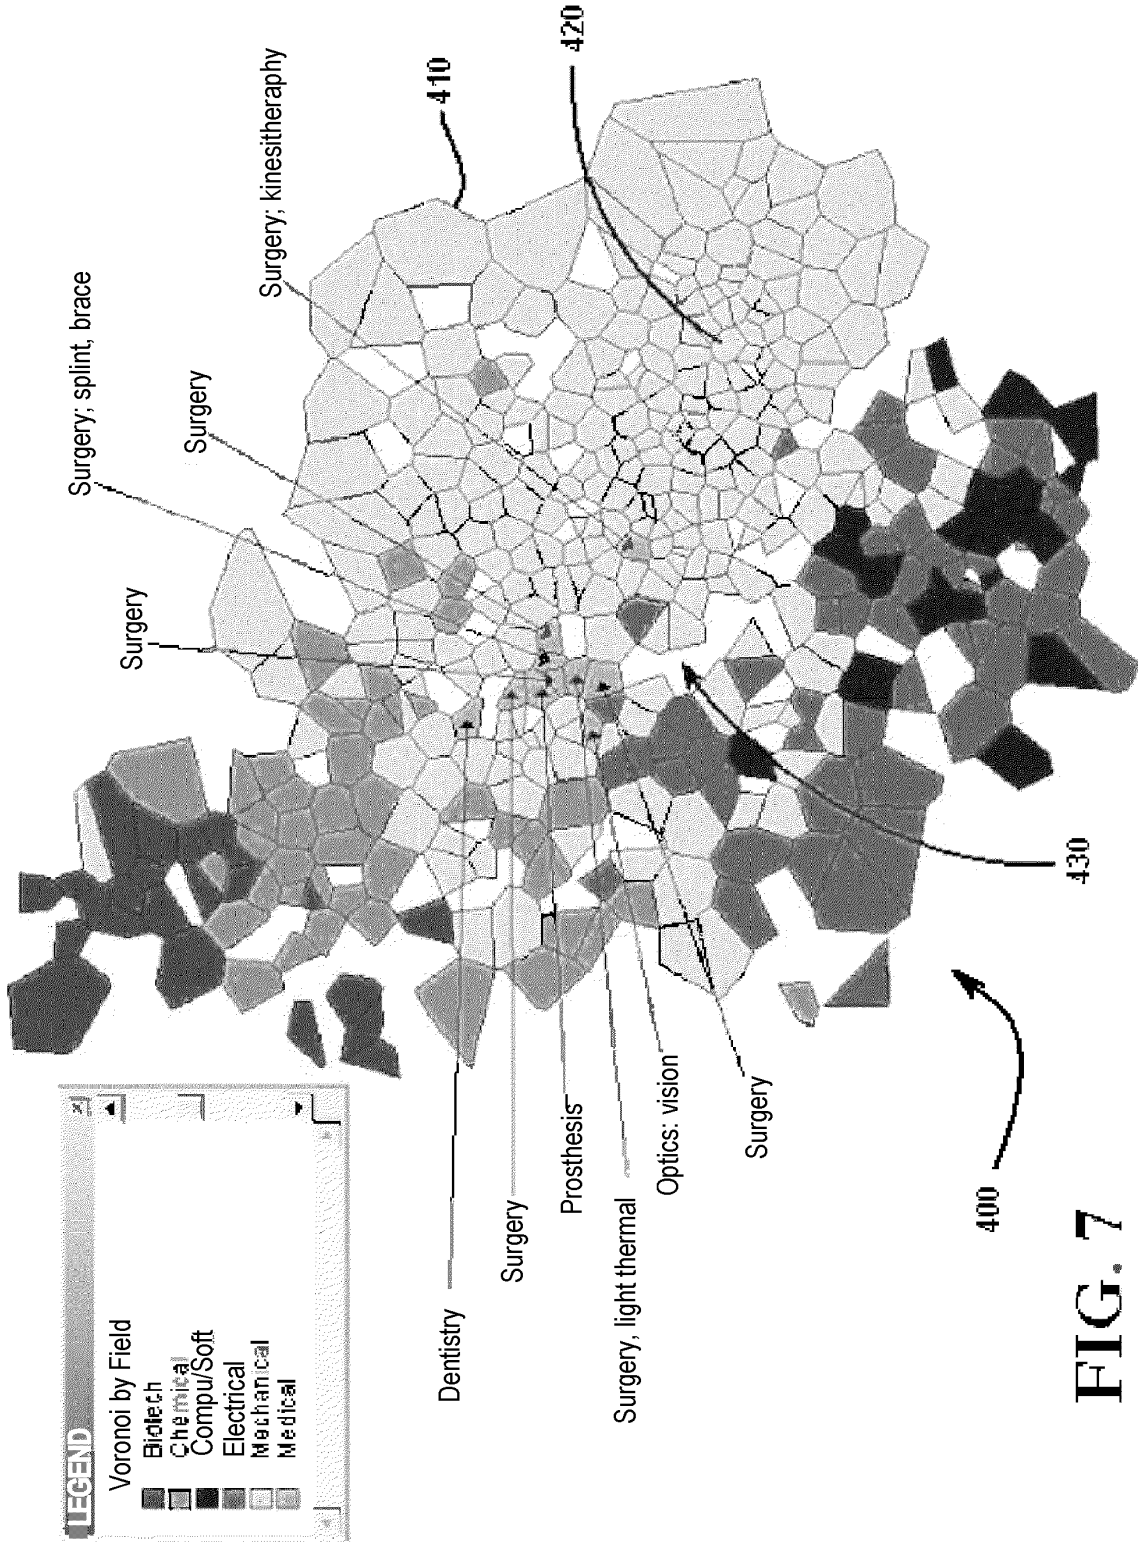 LEGEND
Voronoi by Field
Biotech
Chemical
Compu/Soft
Electrical
Mechanical
Medical
Dentistry
Surgery
Prosthesis
Surgery, light thermal
Optics: vision
Surgery
Surgery
Surgery; splint, brace
Surgery
Surgery; kinesitheraphy
410
420
430
400
FIG. 7